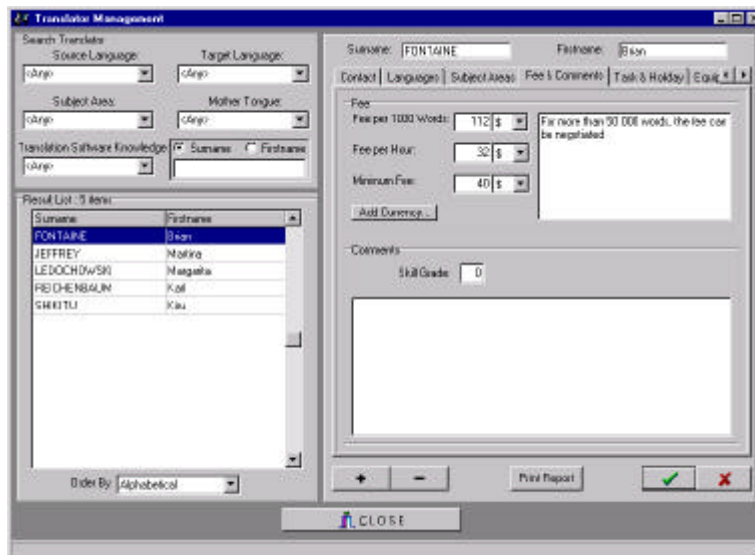 Translator Management
Search Translator
Source Language:
Target Language:
<Any>
<Any>
Subject Area:
Mother Tongue:
<Any>
<Any>
Translation Software Knowledge
Surname
Firstname
<Any>
Result List : 5 items
Surname
Firstname
FONTAINE
Brian
JEFFREY
Martina
LEDOCHOWSKI
Margarita
REICHENBAUM
Karl
SHIKITU
Order By:
Alphabetical
Surname:
FONTAINE
Firstname:
Brian
Contact
Languages
Subject Areas
Fee & Comments
Task & Holiday
Fee
Fee per 1000 Words:
112
$
Fee per Hour:
32
$
Minimum Fee:
40
$
Add Currency...
For more than 50 000 words, the fee can
be negotiated
Comments
Skill Grade:
0
+
-
Print Report
CLOSE